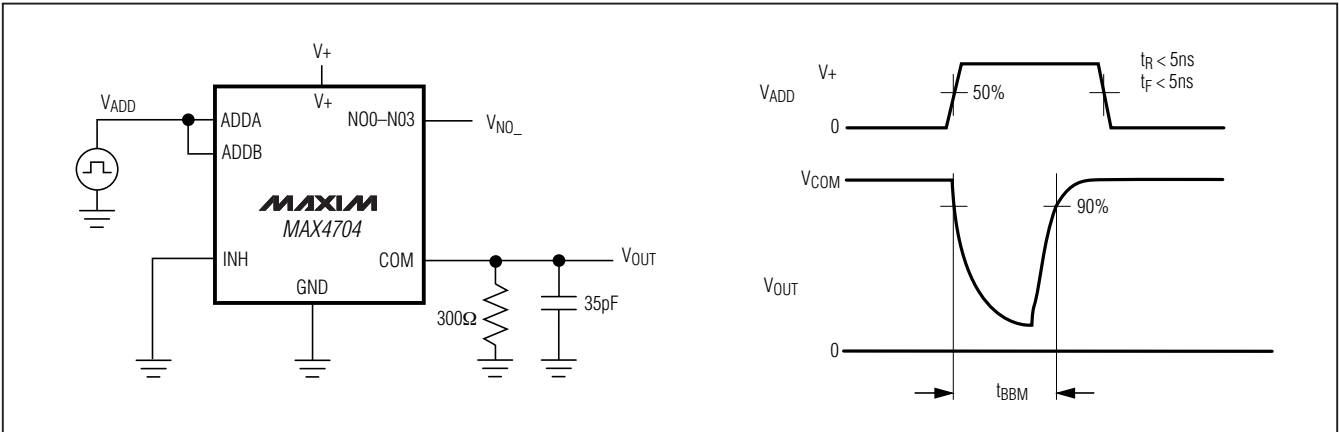 V+
V+
VADD
ADDA
ADDB
NO0–NO3
VNO_
MAXIM
MAX4704
INH
COM
VOUT
GND
300Ω
35pF
VADD
V+
50%
0
tR < 5ns
tF < 5ns
VCOM
90%
VOUT
0
tBBM